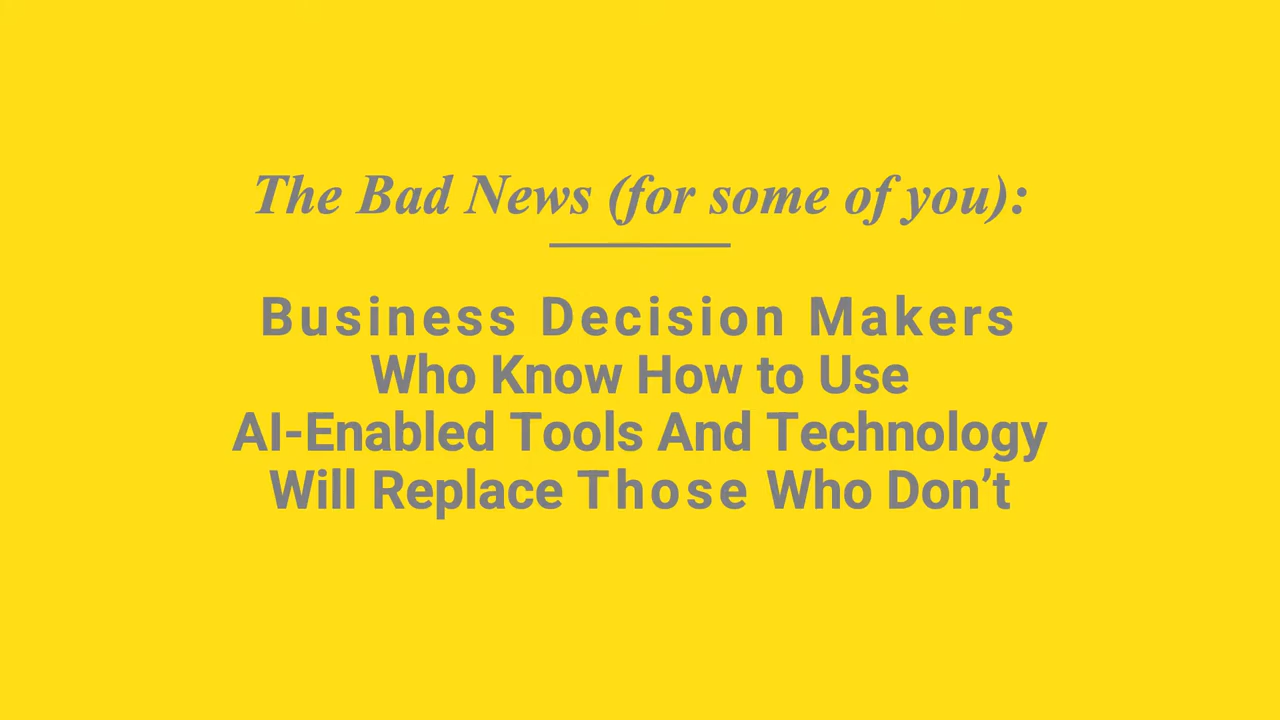 The Bad News (for some of you):
Business Decision Makers
Who Know How to Use
AI-Enabled Tools And Technology
Will Replace Those Who Don’t